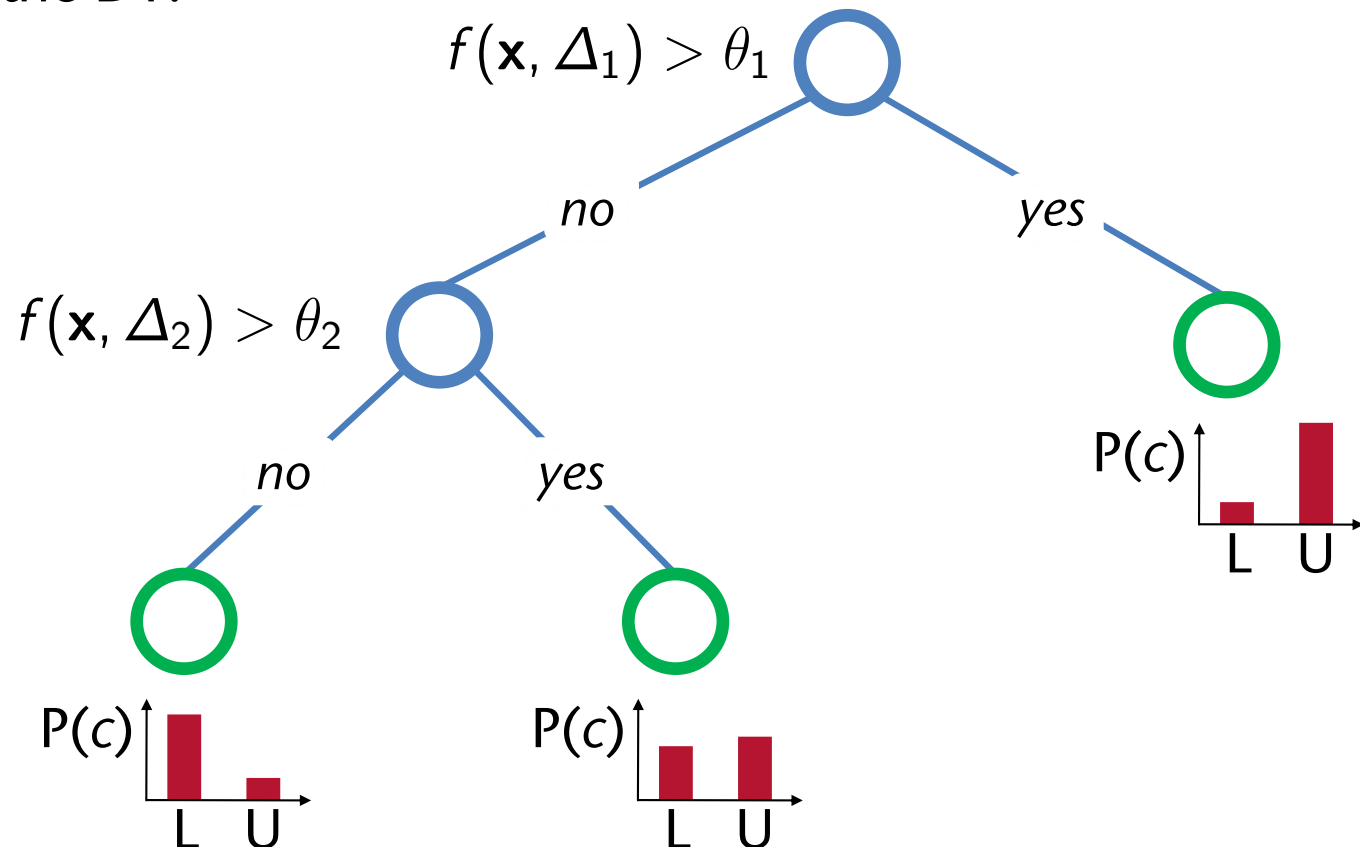 f(𝐱, Δ₁) > θ₁
no
yes
f(𝐱, Δ₂) > θ₂
no
yes
P(c)
L U
P(c)
L U
P(c)
L U